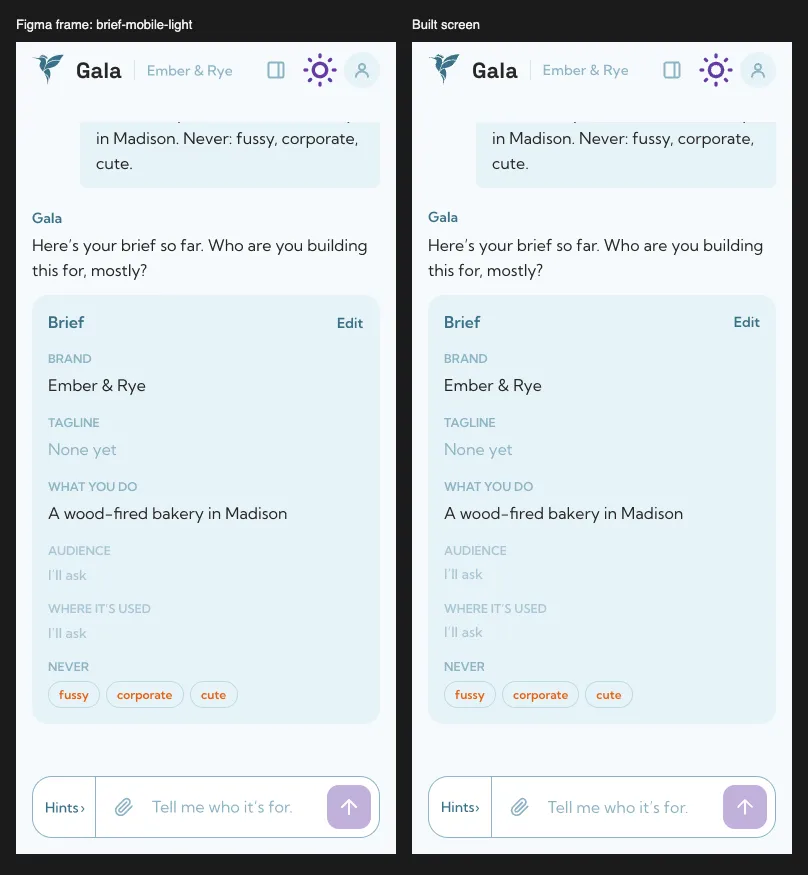 Figma frame: brief-mobile-light
Gala
Ember & Rye
in Madison. Never: fussy, corporate,
cute.
Gala
Here’s your brief so far. Who are you building
this for, mostly?
Brief
Edit
BRAND
Ember & Rye
TAGLINE
None yet
WHAT YOU DO
A wood-fired bakery in Madison
AUDIENCE
I’ll ask
WHERE IT’S USED
I’ll ask
NEVER
fussy
corporate
cute
Hints›
Tell me who it’s for.
Built screen
Gala
Ember & Rye
in Madison. Never: fussy, corporate,
cute.
Gala
Here’s your brief so far. Who are you building
this for, mostly?
Brief
Edit
BRAND
Ember & Rye
TAGLINE
None yet
WHAT YOU DO
A wood-fired bakery in Madison
AUDIENCE
I’ll ask
WHERE IT’S USED
I’ll ask
NEVER
fussy
corporate
cute
Hints›
Tell me who it’s for.